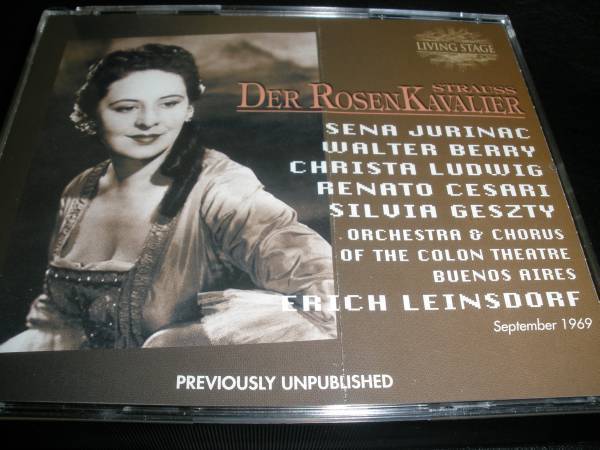 LIVING STAGE
STRAUSS
DER ROSENKAVALIER
SENA JURINAC
WALTER BERRY
CHRISTA LUDWIG
RENATO CESARI
SILVIA GESZTY
ORCHESTRA & CHORUS
OF THE COLON THEATRE
BUENOS AIRES
ERICH LEINSDORF
September 1969
PREVIOUSLY UNPUBLISHED